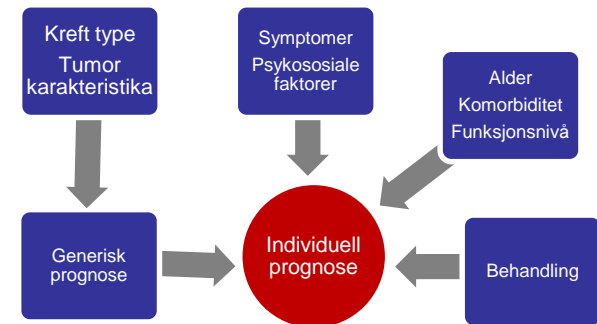 Kreft type
Tumor
karakteristika
Symptomer
Psykososiale
faktorer
Alder
Komorbiditet
Funksjonsnivå
Generisk
prognose
Individuell
prognose
Behandling